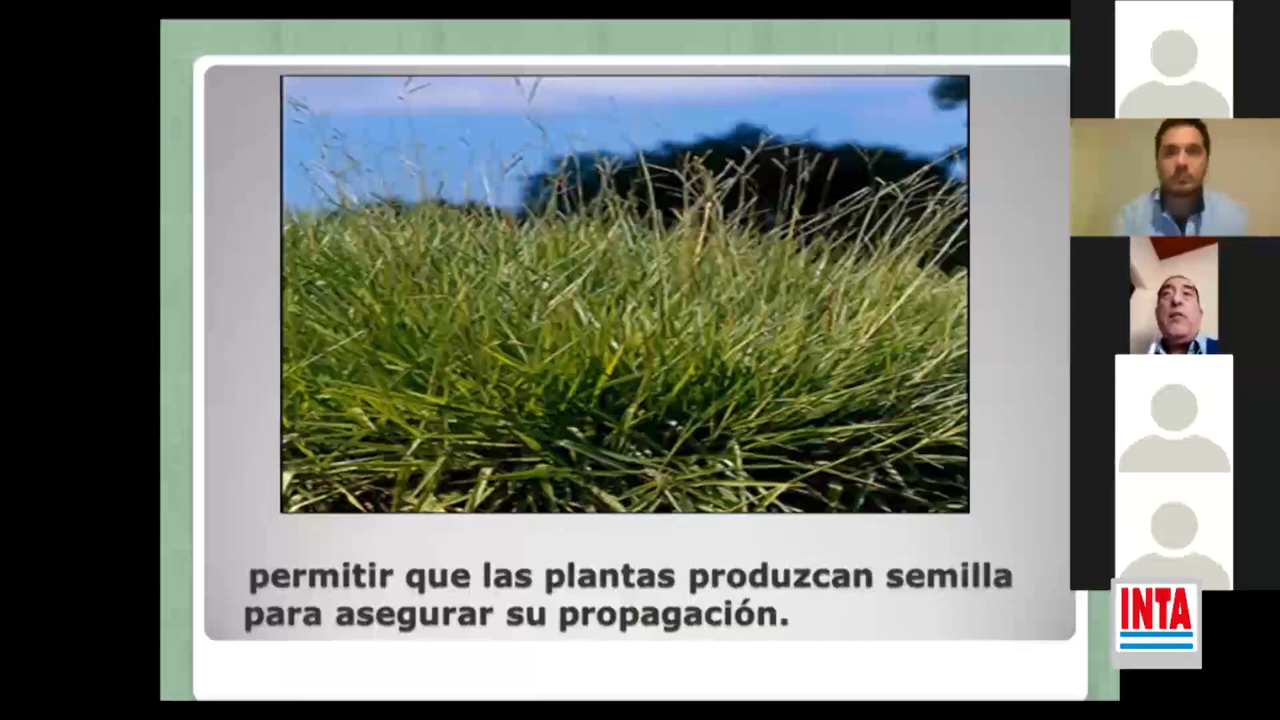 permitir que las plantas produzcan semilla
para asegurar su propagación.
INTA